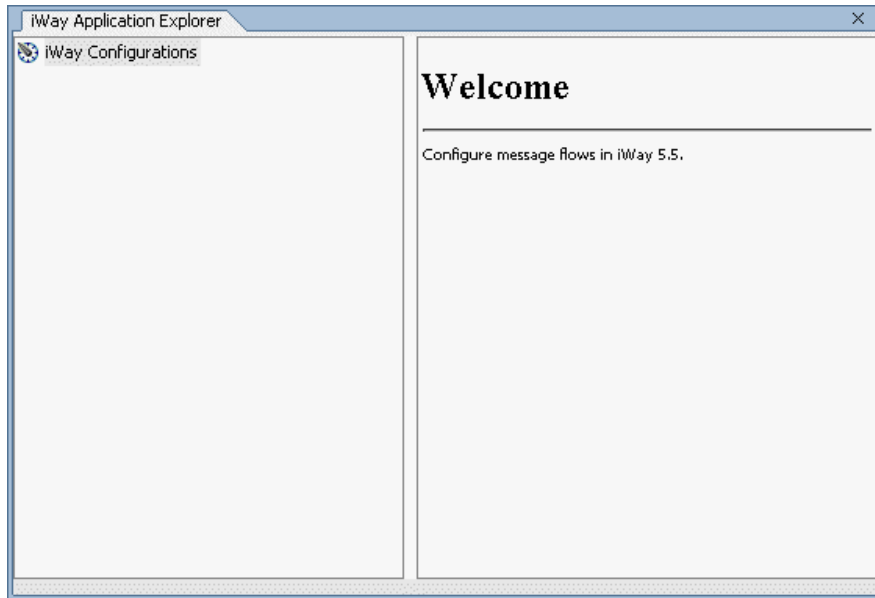 iWay Application Explorer
iWay Configurations
Welcome
Configure message flows in iWay 5.5.